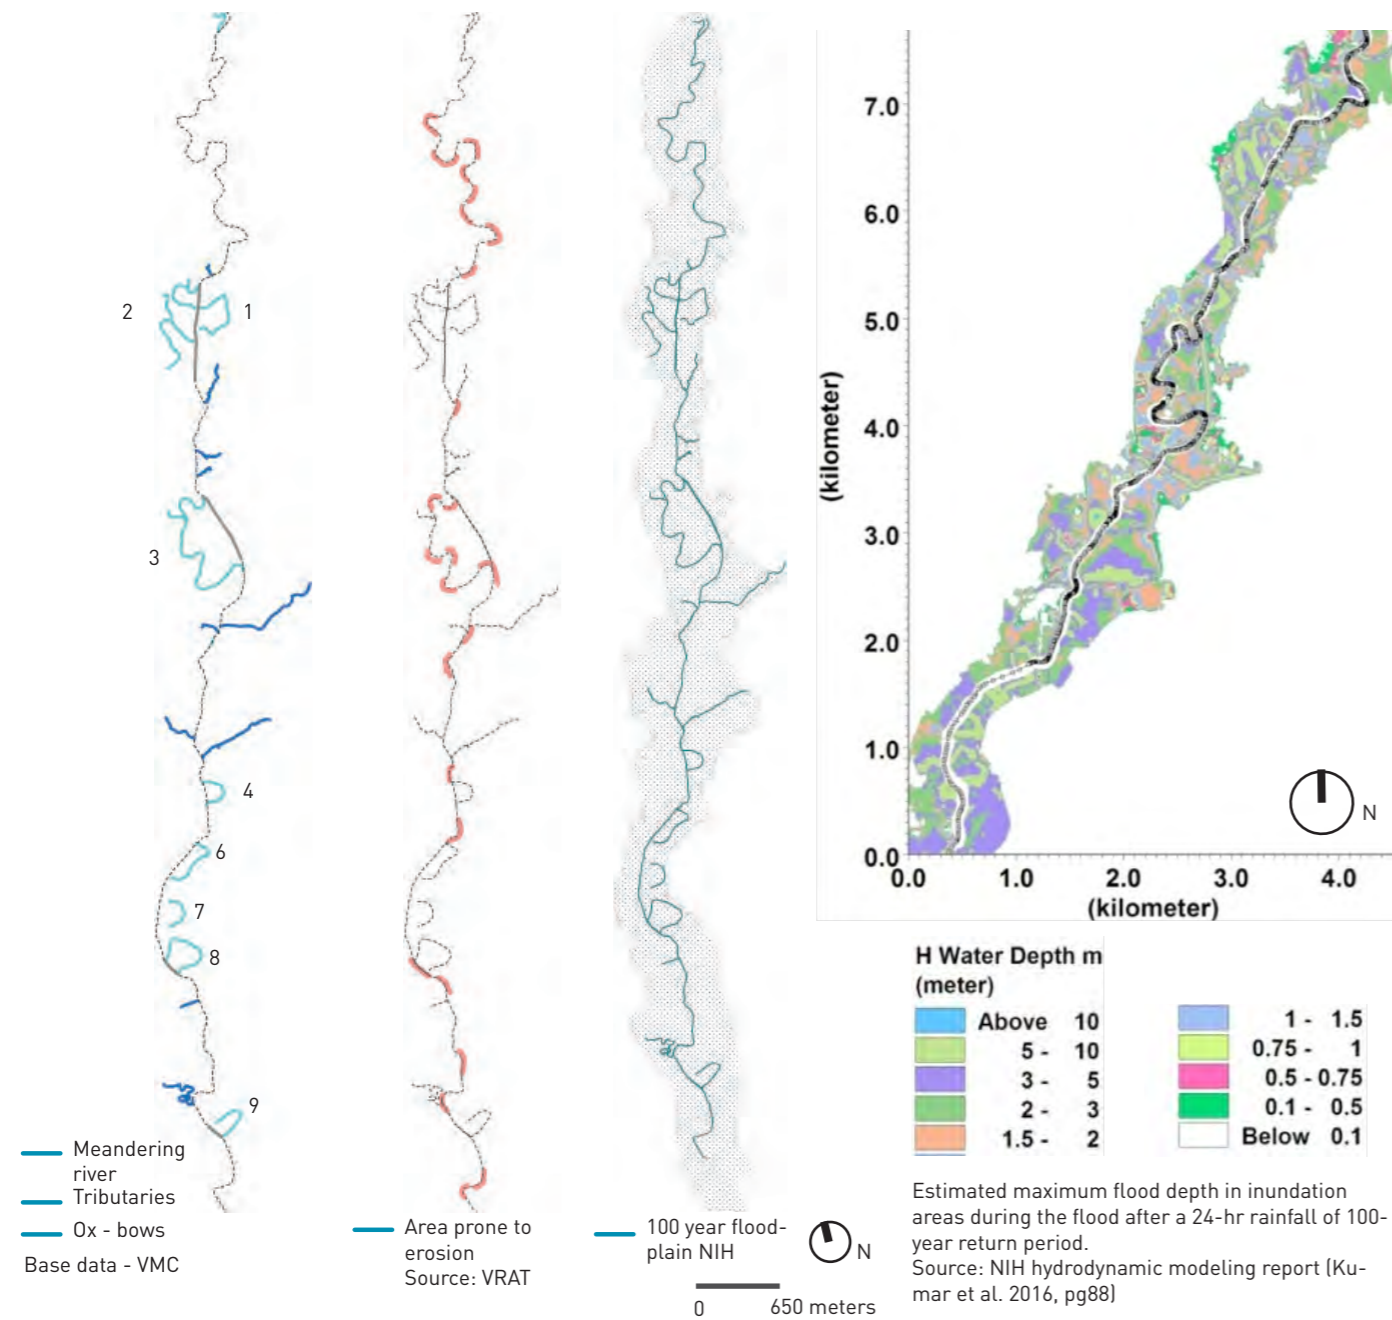 2
1
3
4
6
7
8
9
Meandering
river
Tributaries
Ox - bows
Base data - VMC
Area prone to
erosion
Source: VRAT
100 year flood-
plain NIH
N
0 650 meters
7.0
6.0
5.0
4.0
3.0
2.0
1.0
0.0
(kilometer)
0.0 1.0 2.0 3.0 4.0
(kilometer)
N
H Water Depth m
(meter)
Above 10
5 - 10
3 - 5
2 - 3
1.5 - 2
1 - 1.5
0.75 - 1
0.5 - 0.75
0.1 - 0.5
Below 0.1
Estimated maximum flood depth in inundation
areas during the flood after a 24-hr rainfall of 100-
year return period.
Source: NIH hydrodynamic modeling report (Ku-
mar et al. 2016, pg88)